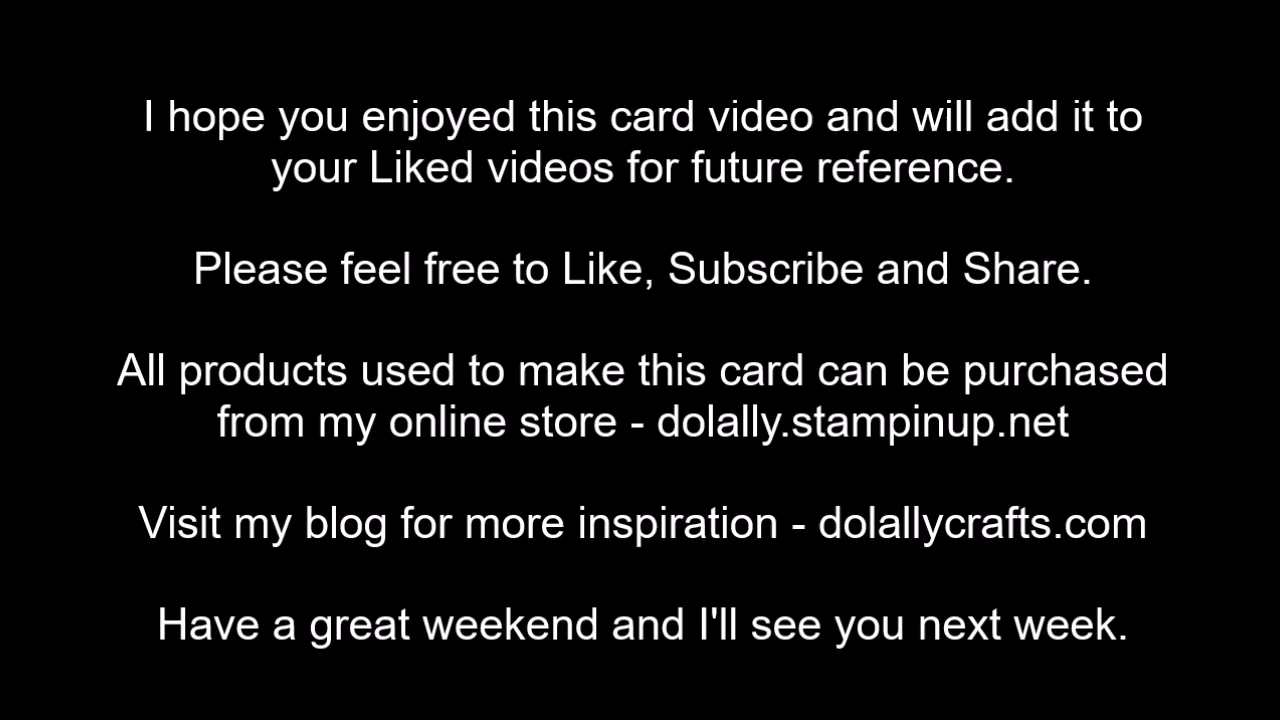 I hope you enjoyed this card video and will add it to
your Liked videos for future reference.
Please feel free to Like, Subscribe and Share.
All products used to make this card can be purchased
from my online store - dolally.stampinup.net
Visit my blog for more inspiration - dolallycrafts.com
Have a great weekend and I'll see you next week.